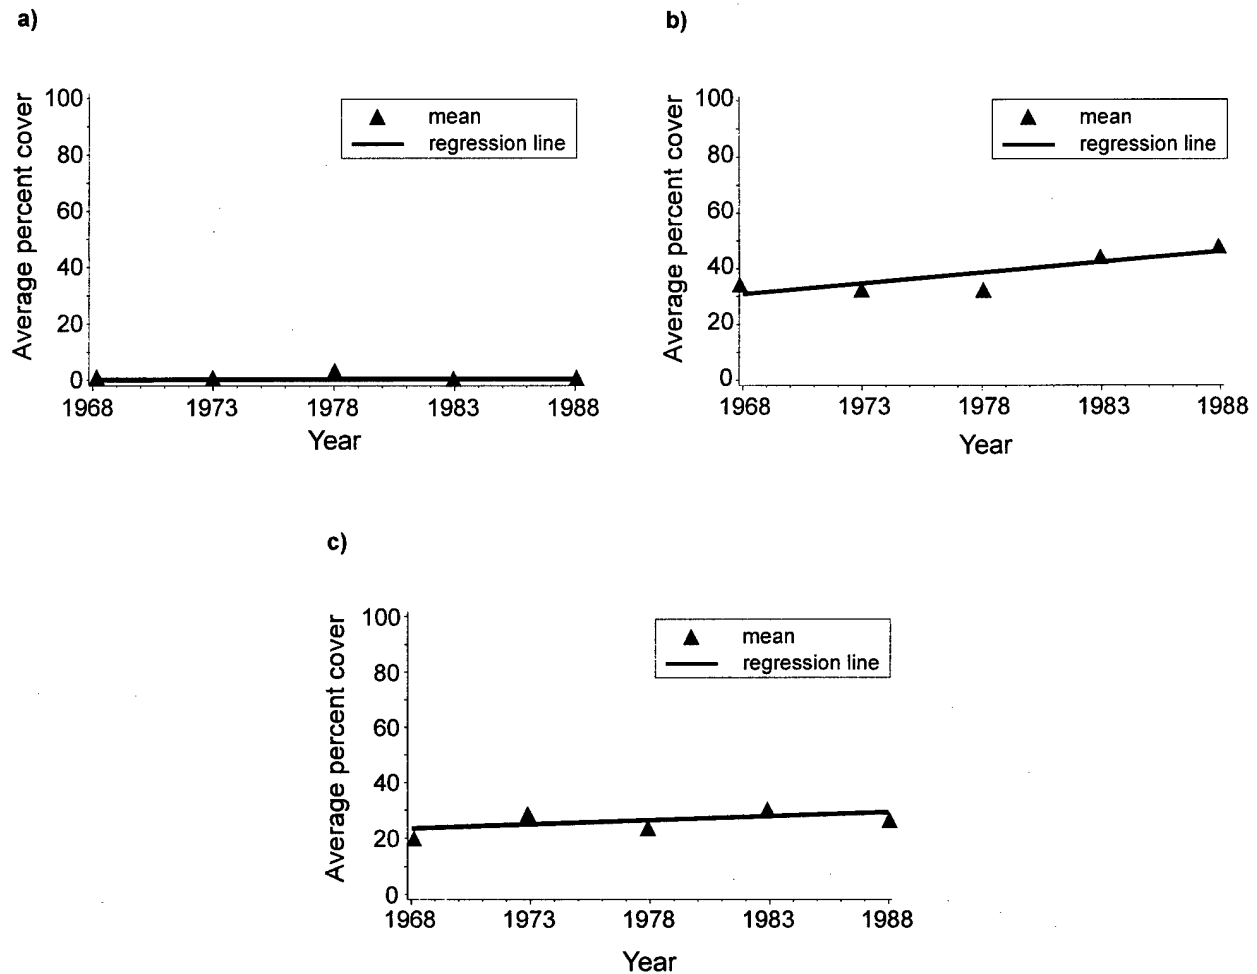 a)
Average percent cover
100
80
60
40
20
0
mean
regression line
1968 1973 1978 1983 1988
Year
b)
Average percent cover
100
80
60
40
20
0
mean
regression line
1968 1973 1978 1983 1988
Year
c)
Average percent cover
100
80
60
40
20
0
mean
regression line
1968 1973 1978 1983 1988
Year